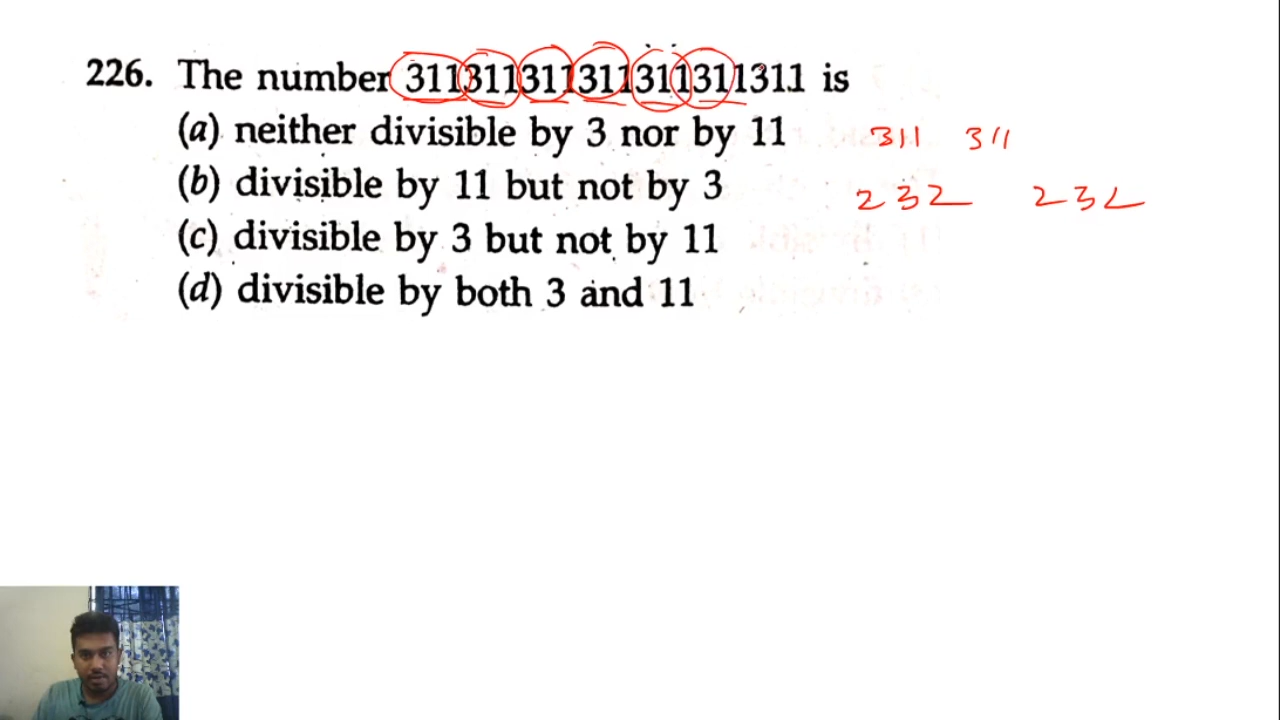 226. The number 311311311311311311311 is
(a) neither divisible by 3 nor by 11
(b) divisible by 11 but not by 3
(c) divisible by 3 but not by 11
(d) divisible by both 3 and 11
311 311
232 232